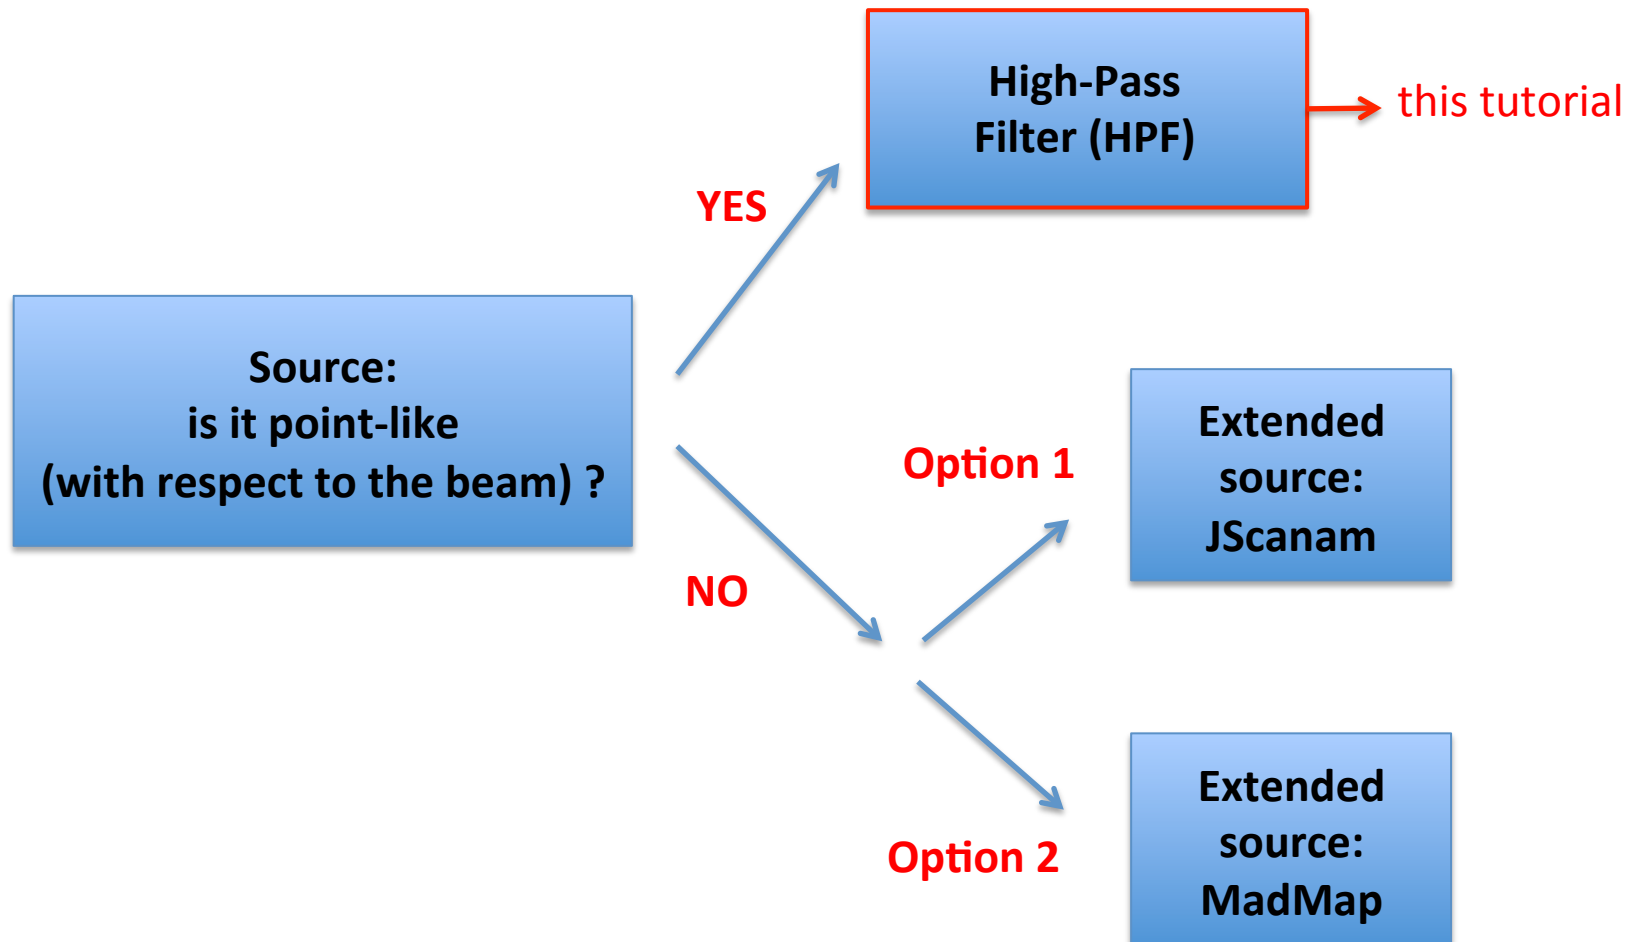 High-Pass
Filter (HPF)
this tutorial
YES
Source:
is it point-like
(with respect to the beam) ?
NO
Option 1
Extended
source:
JScanam
Option 2
Extended
source:
MadMap